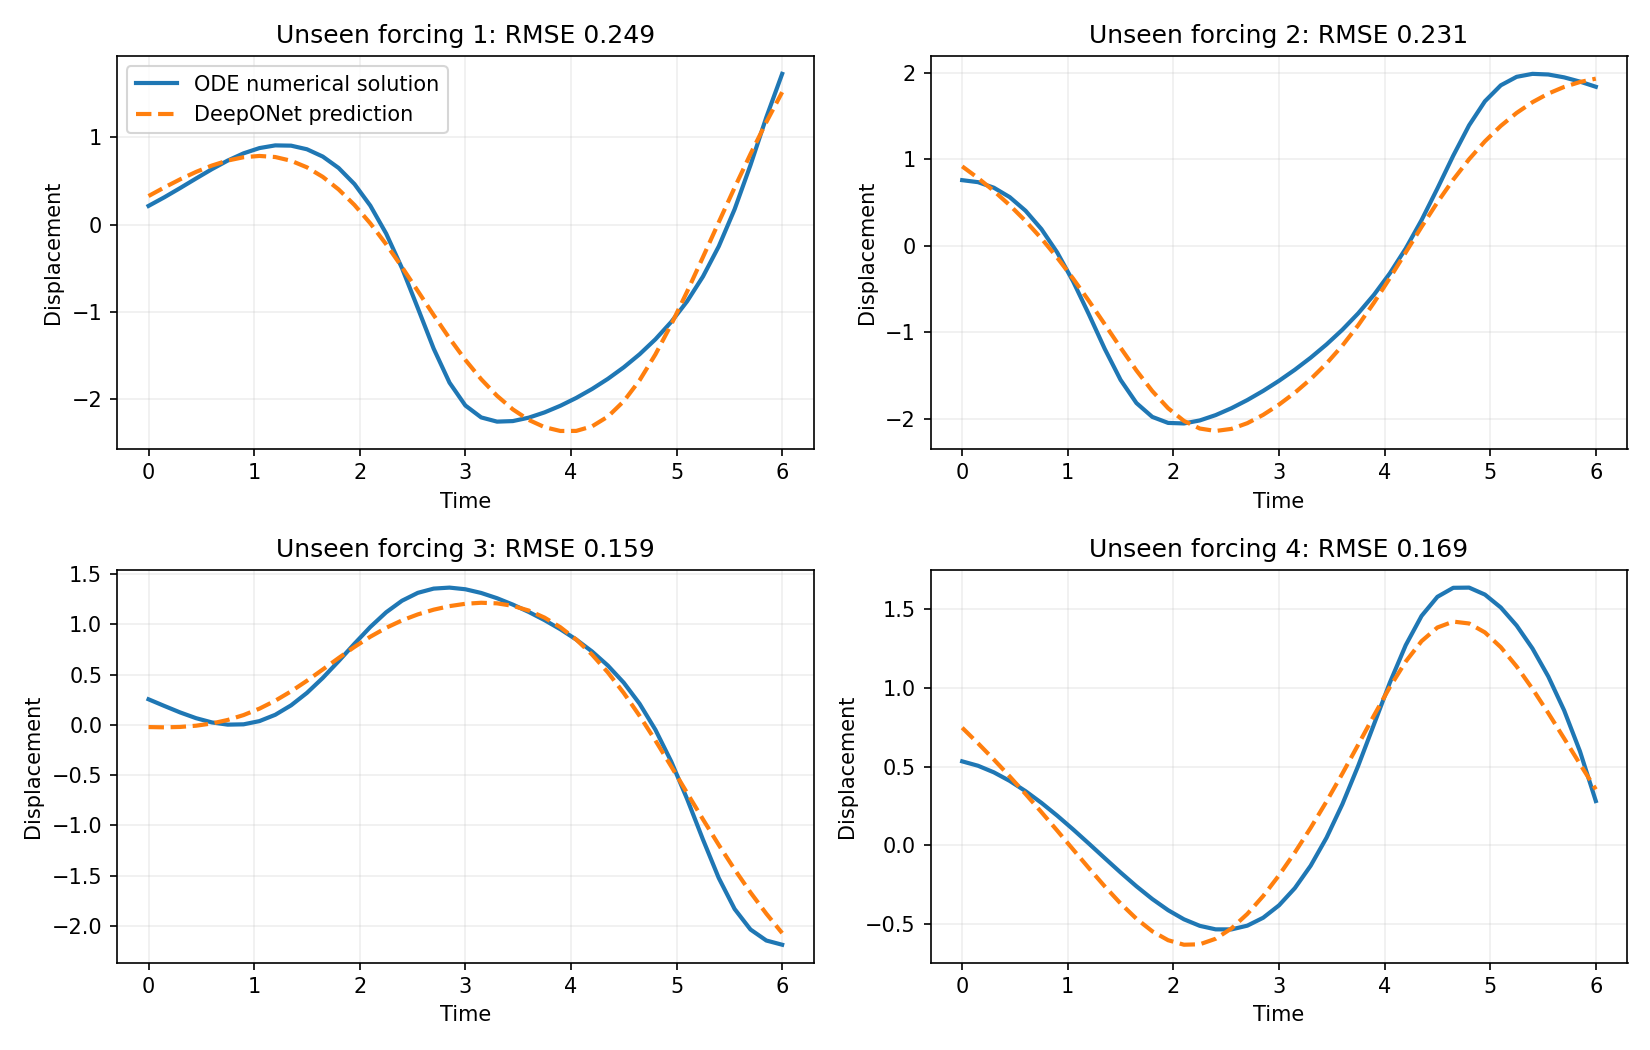 Unseen forcing 1: RMSE 0.249
ODE numerical solution
DeepONet prediction
1
0
−1
−2
Displacement
0 1 2 3 4 5 6
Time
Unseen forcing 2: RMSE 0.231
2
1
0
−1
−2
Displacement
0 1 2 3 4 5 6
Time
Unseen forcing 3: RMSE 0.159
1.5
1.0
0.5
0.0
−0.5
−1.0
−1.5
−2.0
Displacement
0 1 2 3 4 5 6
Time
Unseen forcing 4: RMSE 0.169
1.5
1.0
0.5
0.0
−0.5
Displacement
0 1 2 3 4 5 6
Time